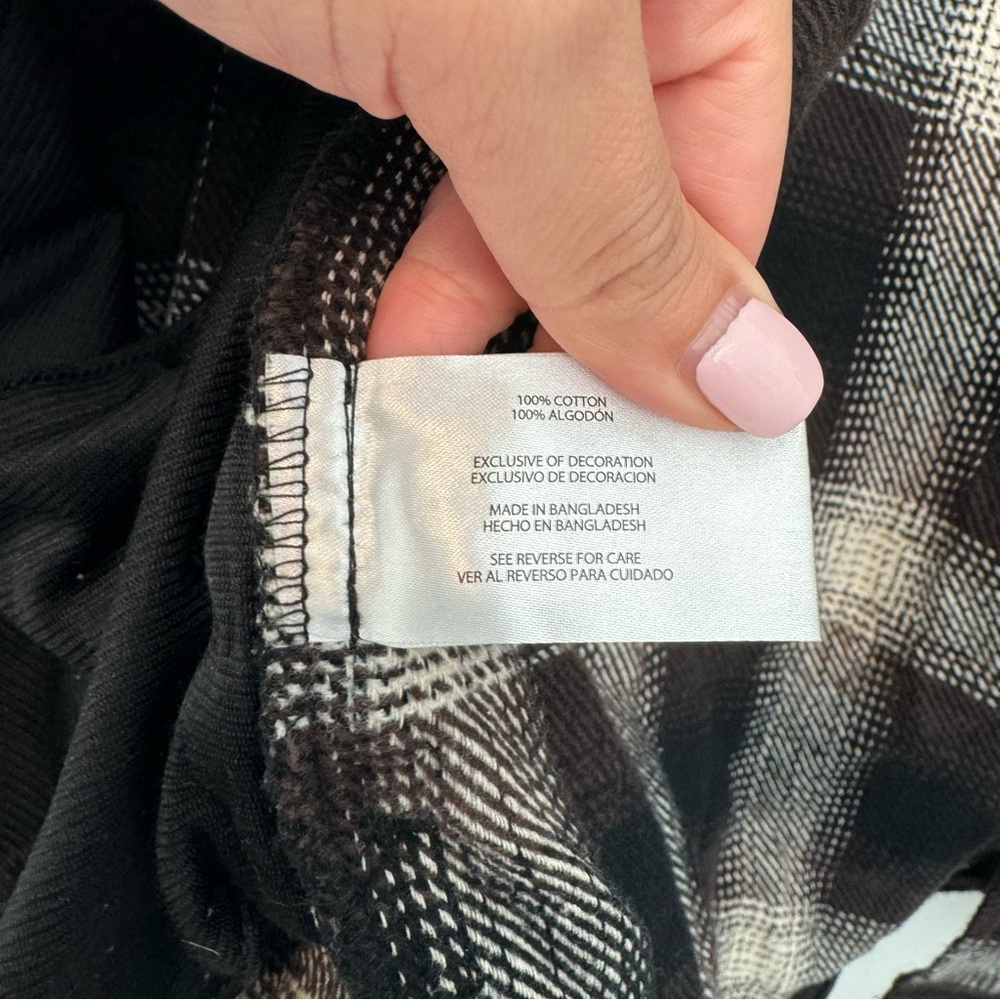 100% COTTON
100% ALGODÓN
EXCLUSIVE OF DECORATION
EXCLUSIVO DE DECORACION
MADE IN BANGLADESH
HECHO EN BANGLADESH
SEE REVERSE FOR CARE
VER AL REVERSO PARA CUIDADO